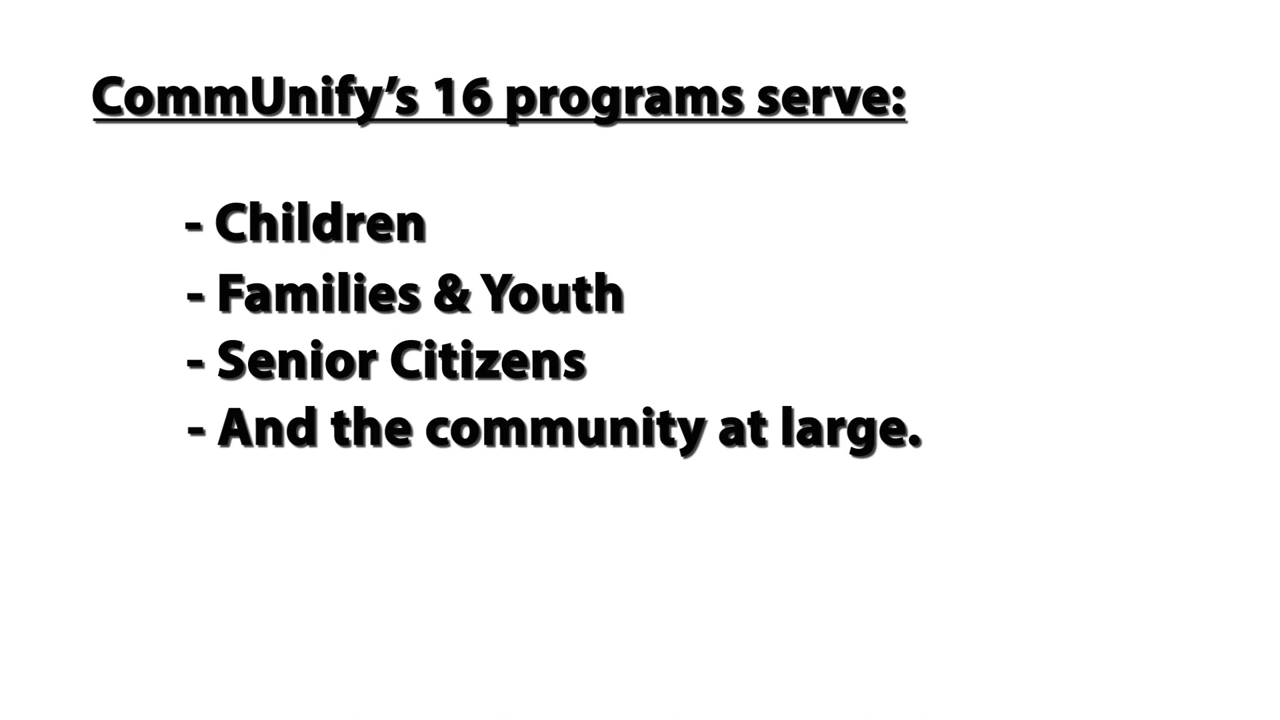 CommUnify’s 16 programs serve:
- Children
- Families & Youth
- Senior Citizens
- And the community at large.